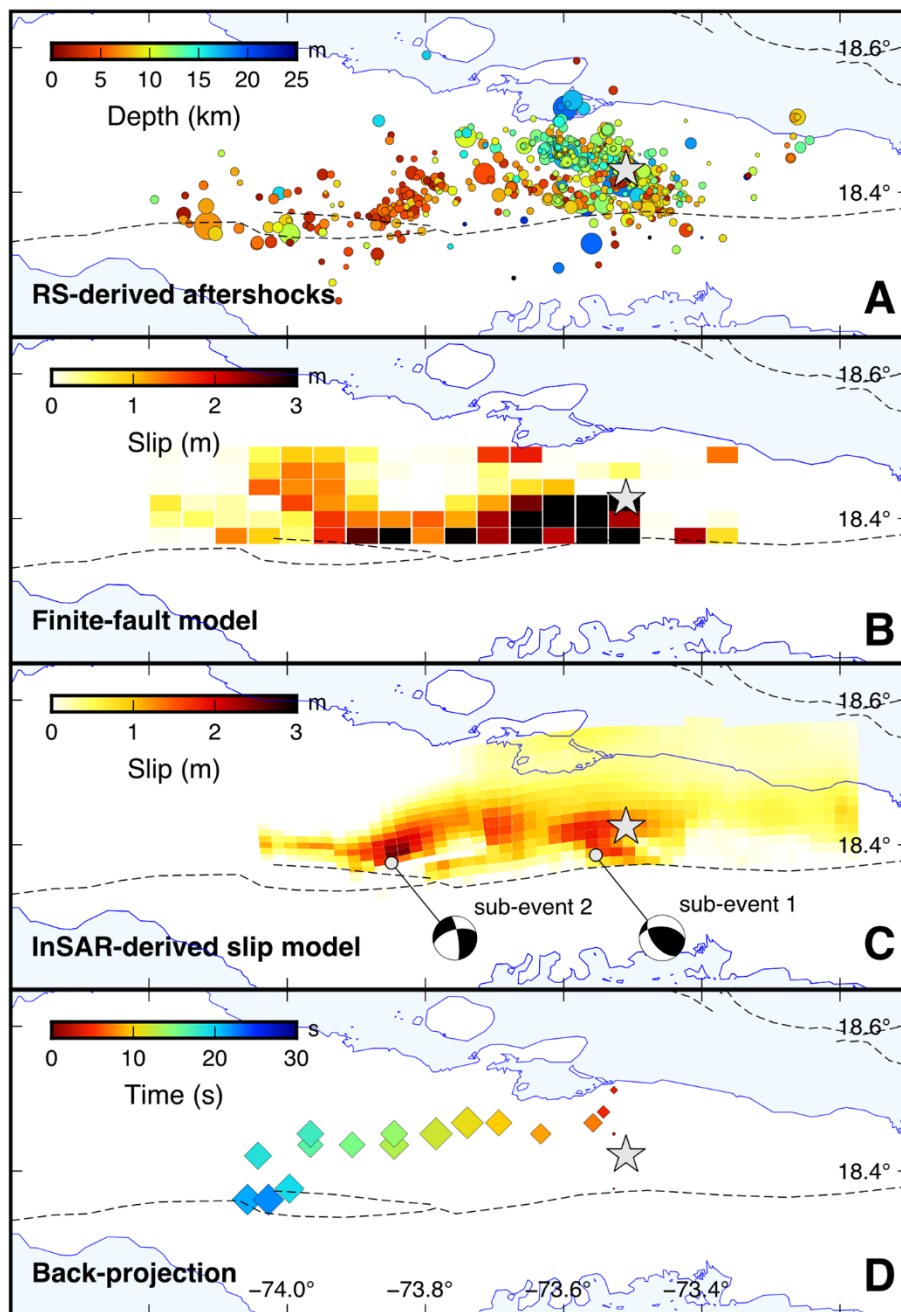 m
0 5 10 15 20 25
Depth (km)
18.6°
18.4°
RS-derived aftershocks
A
m
0 1 2 3
Slip (m)
18.6°
18.4°
Finite-fault model
B
m
0 1 2 3
Slip (m)
18.6°
18.4°
sub-event 2
sub-event 1
InSAR-derived slip model
C
s
0 10 20 30
Time (s)
18.6°
18.4°
Back-projection
D
−74.0° −73.8° −73.6° −73.4°